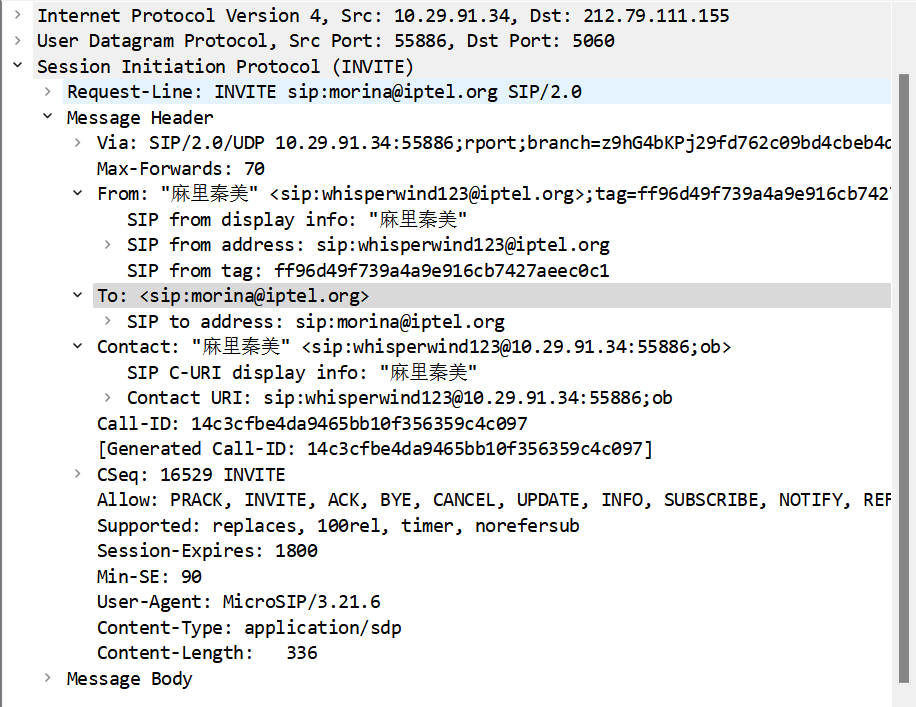 Internet Protocol Version 4, Src: 10.29.91.34, Dst: 212.79.111.155
User Datagram Protocol, Src Port: 55886, Dst Port: 5060
Session Initiation Protocol (INVITE)
Request-Line: INVITE sip:morina@iptel.org SIP/2.0
Message Header
Via: SIP/2.0/UDP 10.29.91.34:55886;rport;branch=z9hG4bKPj29fd762c09bd4cbeb4d
Max-Forwards: 70
From: "麻里秦美" <sip:whisperwind123@iptel.org>;tag=ff96d49f739a4a9e916cb742
SIP from display info: "麻里秦美"
SIP from address: sip:whisperwind123@iptel.org
SIP from tag: ff96d49f739a4a9e916cb7427aeec0c1
To: <sip:morina@iptel.org>
SIP to address: sip:morina@iptel.org
Contact: "麻里秦美" <sip:whisperwind123@10.29.91.34:55886;ob>
SIP C-URI display info: "麻里秦美"
Contact URI: sip:whisperwind123@10.29.91.34:55886;ob
Call-ID: 14c3cfbe4da9465bb10f356359c4c097
[Generated Call-ID: 14c3cfbe4da9465bb10f356359c4c097]
CSeq: 16529 INVITE
Allow: PRACK, INVITE, ACK, BYE, CANCEL, UPDATE, INFO, SUBSCRIBE, NOTIFY, REF
Supported: replaces, 100rel, timer, norefersub
Session-Expires: 1800
Min-SE: 90
User-Agent: MicroSIP/3.21.6
Content-Type: application/sdp
Content-Length:   336
Message Body